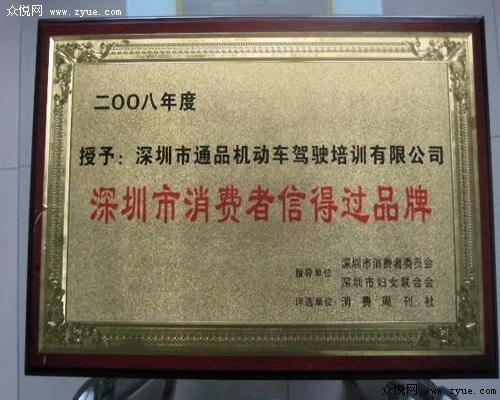 众悦网 www.zyue.com
二〇〇八年度
授予：深圳市通品机动车驾驶培训有限公司
深圳市消费者信得过品牌
指导单位 深圳市消费者委员会
深圳市妇女联合会
评选单位：消费周刊社
众悦网 www.zyue.com